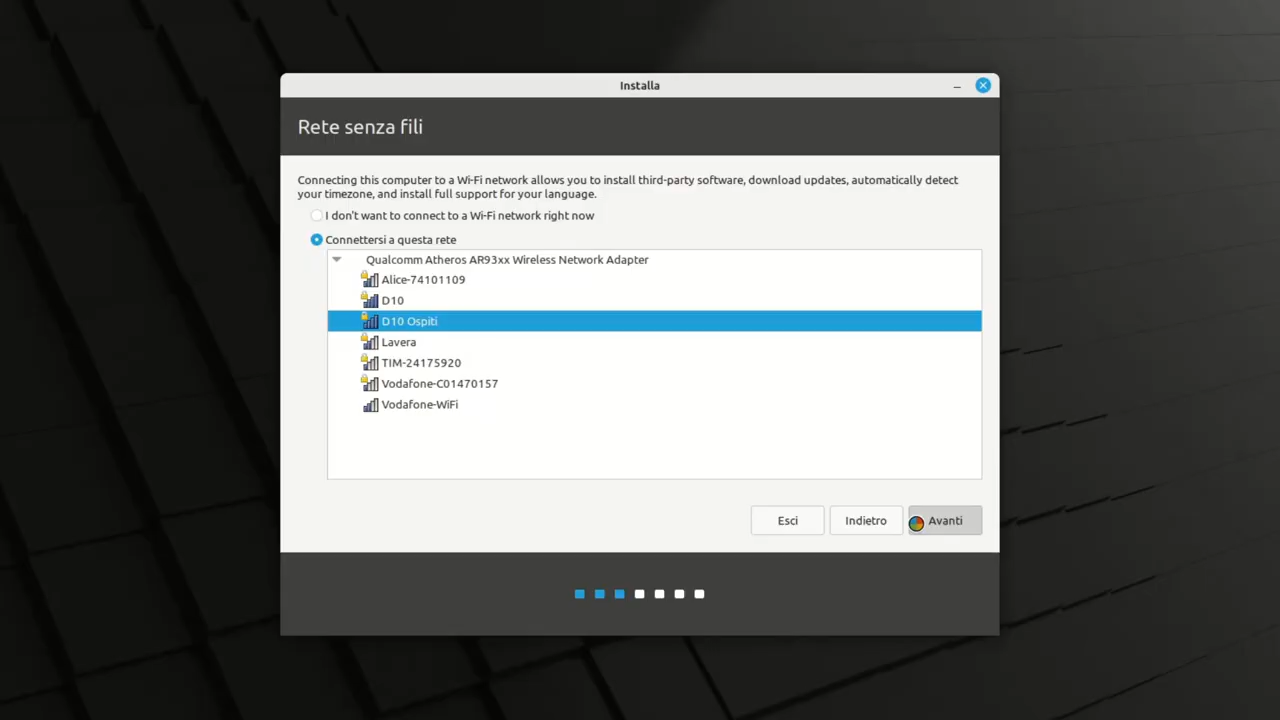 Installa
Rete senza fili
Connecting this computer to a Wi-Fi network allows you to install third-party software, download updates, automatically detect
your timezone, and install full support for your language.
I don't want to connect to a Wi-Fi network right now
Connettersi a questa rete
Qualcomm Atheros AR93xx Wireless Network Adapter
Alice-74101109
D10
D10 Ospiti
Lavera
TIM-24175920
Vodafone-C01470157
Vodafone-WiFi
Esci
Indietro
Avanti